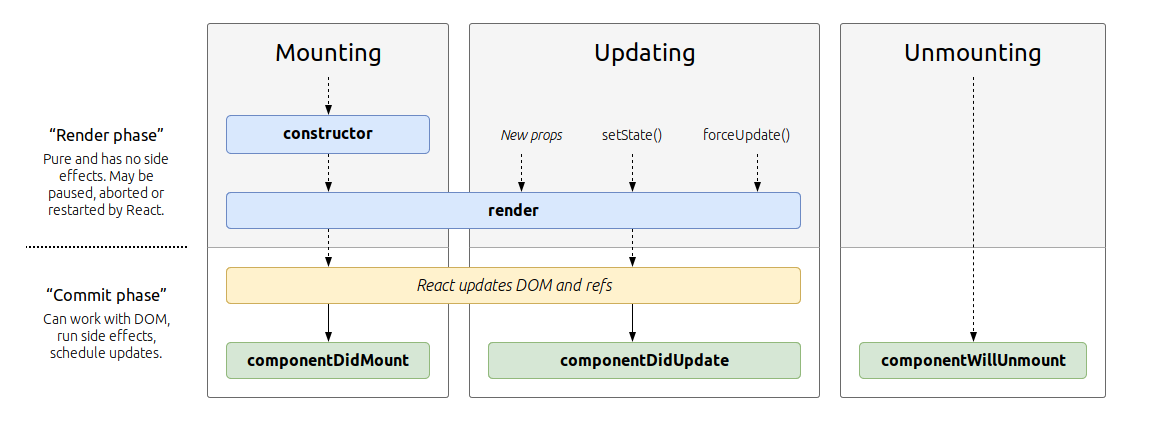 Mounting
Updating
Unmounting
“Render phase”
Pure and has no side
effects. May be
paused, aborted or
restarted by React.
constructor
New props
setState()
forceUpdate()
render
“Commit phase”
Can work with DOM,
run side effects,
schedule updates.
React updates DOM and refs
componentDidMount
componentDidUpdate
componentWillUnmount